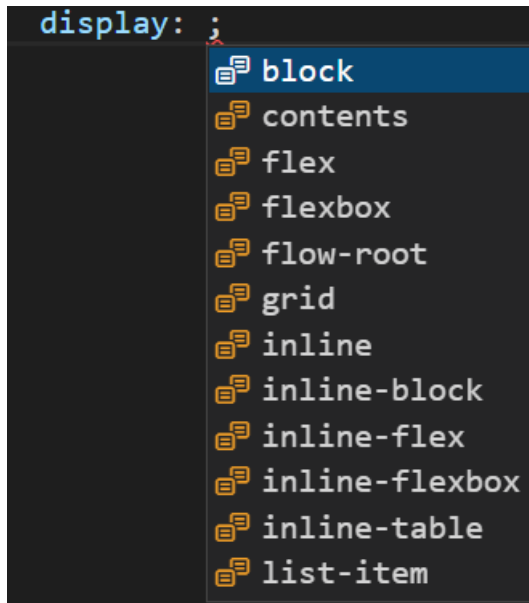 display: ;
block
contents
flex
flexbox
flow-root
grid
inline
inline-block
inline-flex
inline-flexbox
inline-table
list-item